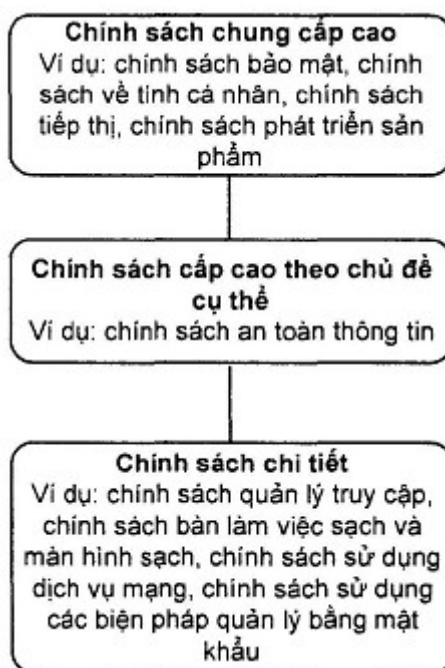 Chính sách chung cấp cao
Ví dụ: chính sách bảo mật, chính
sách về tinh cá nhân, chính sách
tiếp thị, chính sách phát triển sản
phẩm
Chính sách cấp cao theo chủ đề
cụ thể
Ví dụ: chính sách an toàn thông tin
Chính sách chi tiết
Ví dụ: chính sách quản lý truy cập,
chính sách bàn làm việc sạch và
màn hình sạch, chính sách sử dụng
dịch vụ mạng, chính sách sử dụng
các biện pháp quản lý bằng mật
khẩu